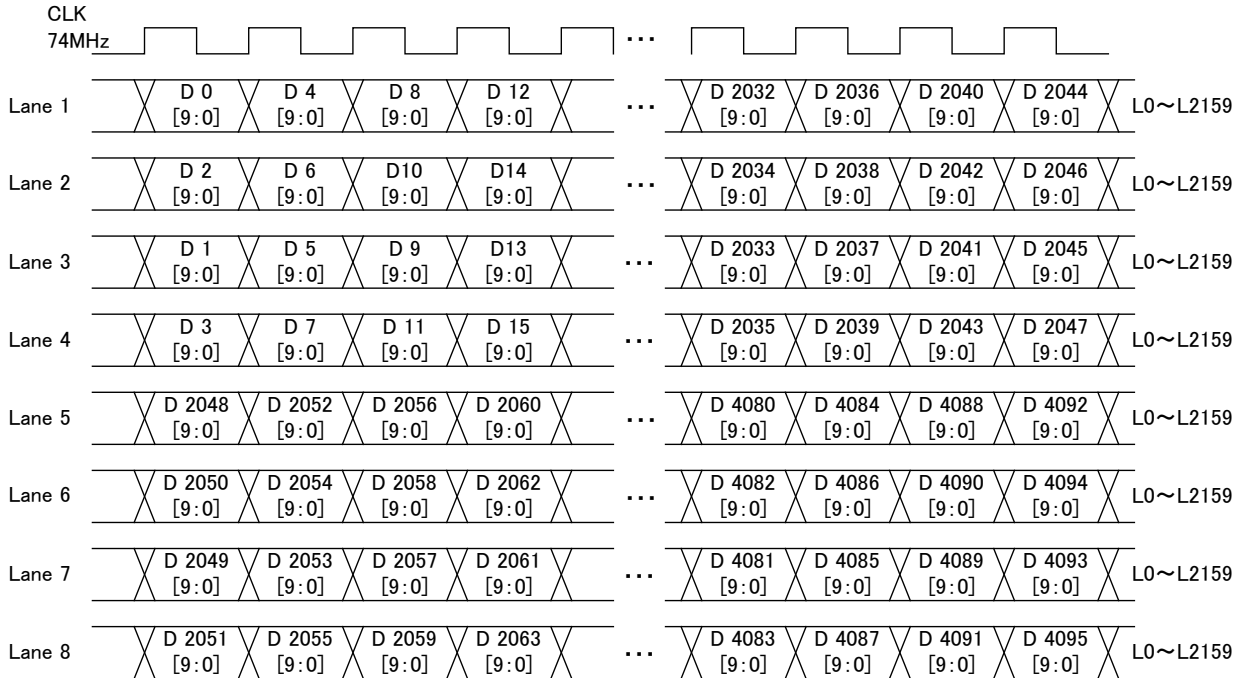 CLK
74MHz
...
Lane 1 D 0 D 4 D 8 D 12 ... D 2032 D 2036 D 2040 D 2044 L0～L2159
[9:0] [9:0] [9:0] [9:0] [9:0] [9:0] [9:0] [9:0]
Lane 2 D 2 D 6 D10 D14 ... D 2034 D 2038 D 2042 D 2046 L0～L2159
[9:0] [9:0] [9:0] [9:0] [9:0] [9:0] [9:0] [9:0]
Lane 3 D 1 D 5 D 9 D13 ... D 2033 D 2037 D 2041 D 2045 L0～L2159
[9:0] [9:0] [9:0] [9:0] [9:0] [9:0] [9:0] [9:0]
Lane 4 D 3 D 7 D 11 D 15 ... D 2035 D 2039 D 2043 D 2047 L0～L2159
[9:0] [9:0] [9:0] [9:0] [9:0] [9:0] [9:0] [9:0]
Lane 5 D 2048 D 2052 D 2056 D 2060 ... D 4080 D 4084 D 4088 D 4092 L0～L2159
[9:0] [9:0] [9:0] [9:0] [9:0] [9:0] [9:0] [9:0]
Lane 6 D 2050 D 2054 D 2058 D 2062 ... D 4082 D 4086 D 4090 D 4094 L0～L2159
[9:0] [9:0] [9:0] [9:0] [9:0] [9:0] [9:0] [9:0]
Lane 7 D 2049 D 2053 D 2057 D 2061 ... D 4081 D 4085 D 4089 D 4093 L0～L2159
[9:0] [9:0] [9:0] [9:0] [9:0] [9:0] [9:0] [9:0]
Lane 8 D 2051 D 2055 D 2059 D 2063 ... D 4083 D 4087 D 4091 D 4095 L0～L2159
[9:0] [9:0] [9:0] [9:0] [9:0] [9:0] [9:0] [9:0]